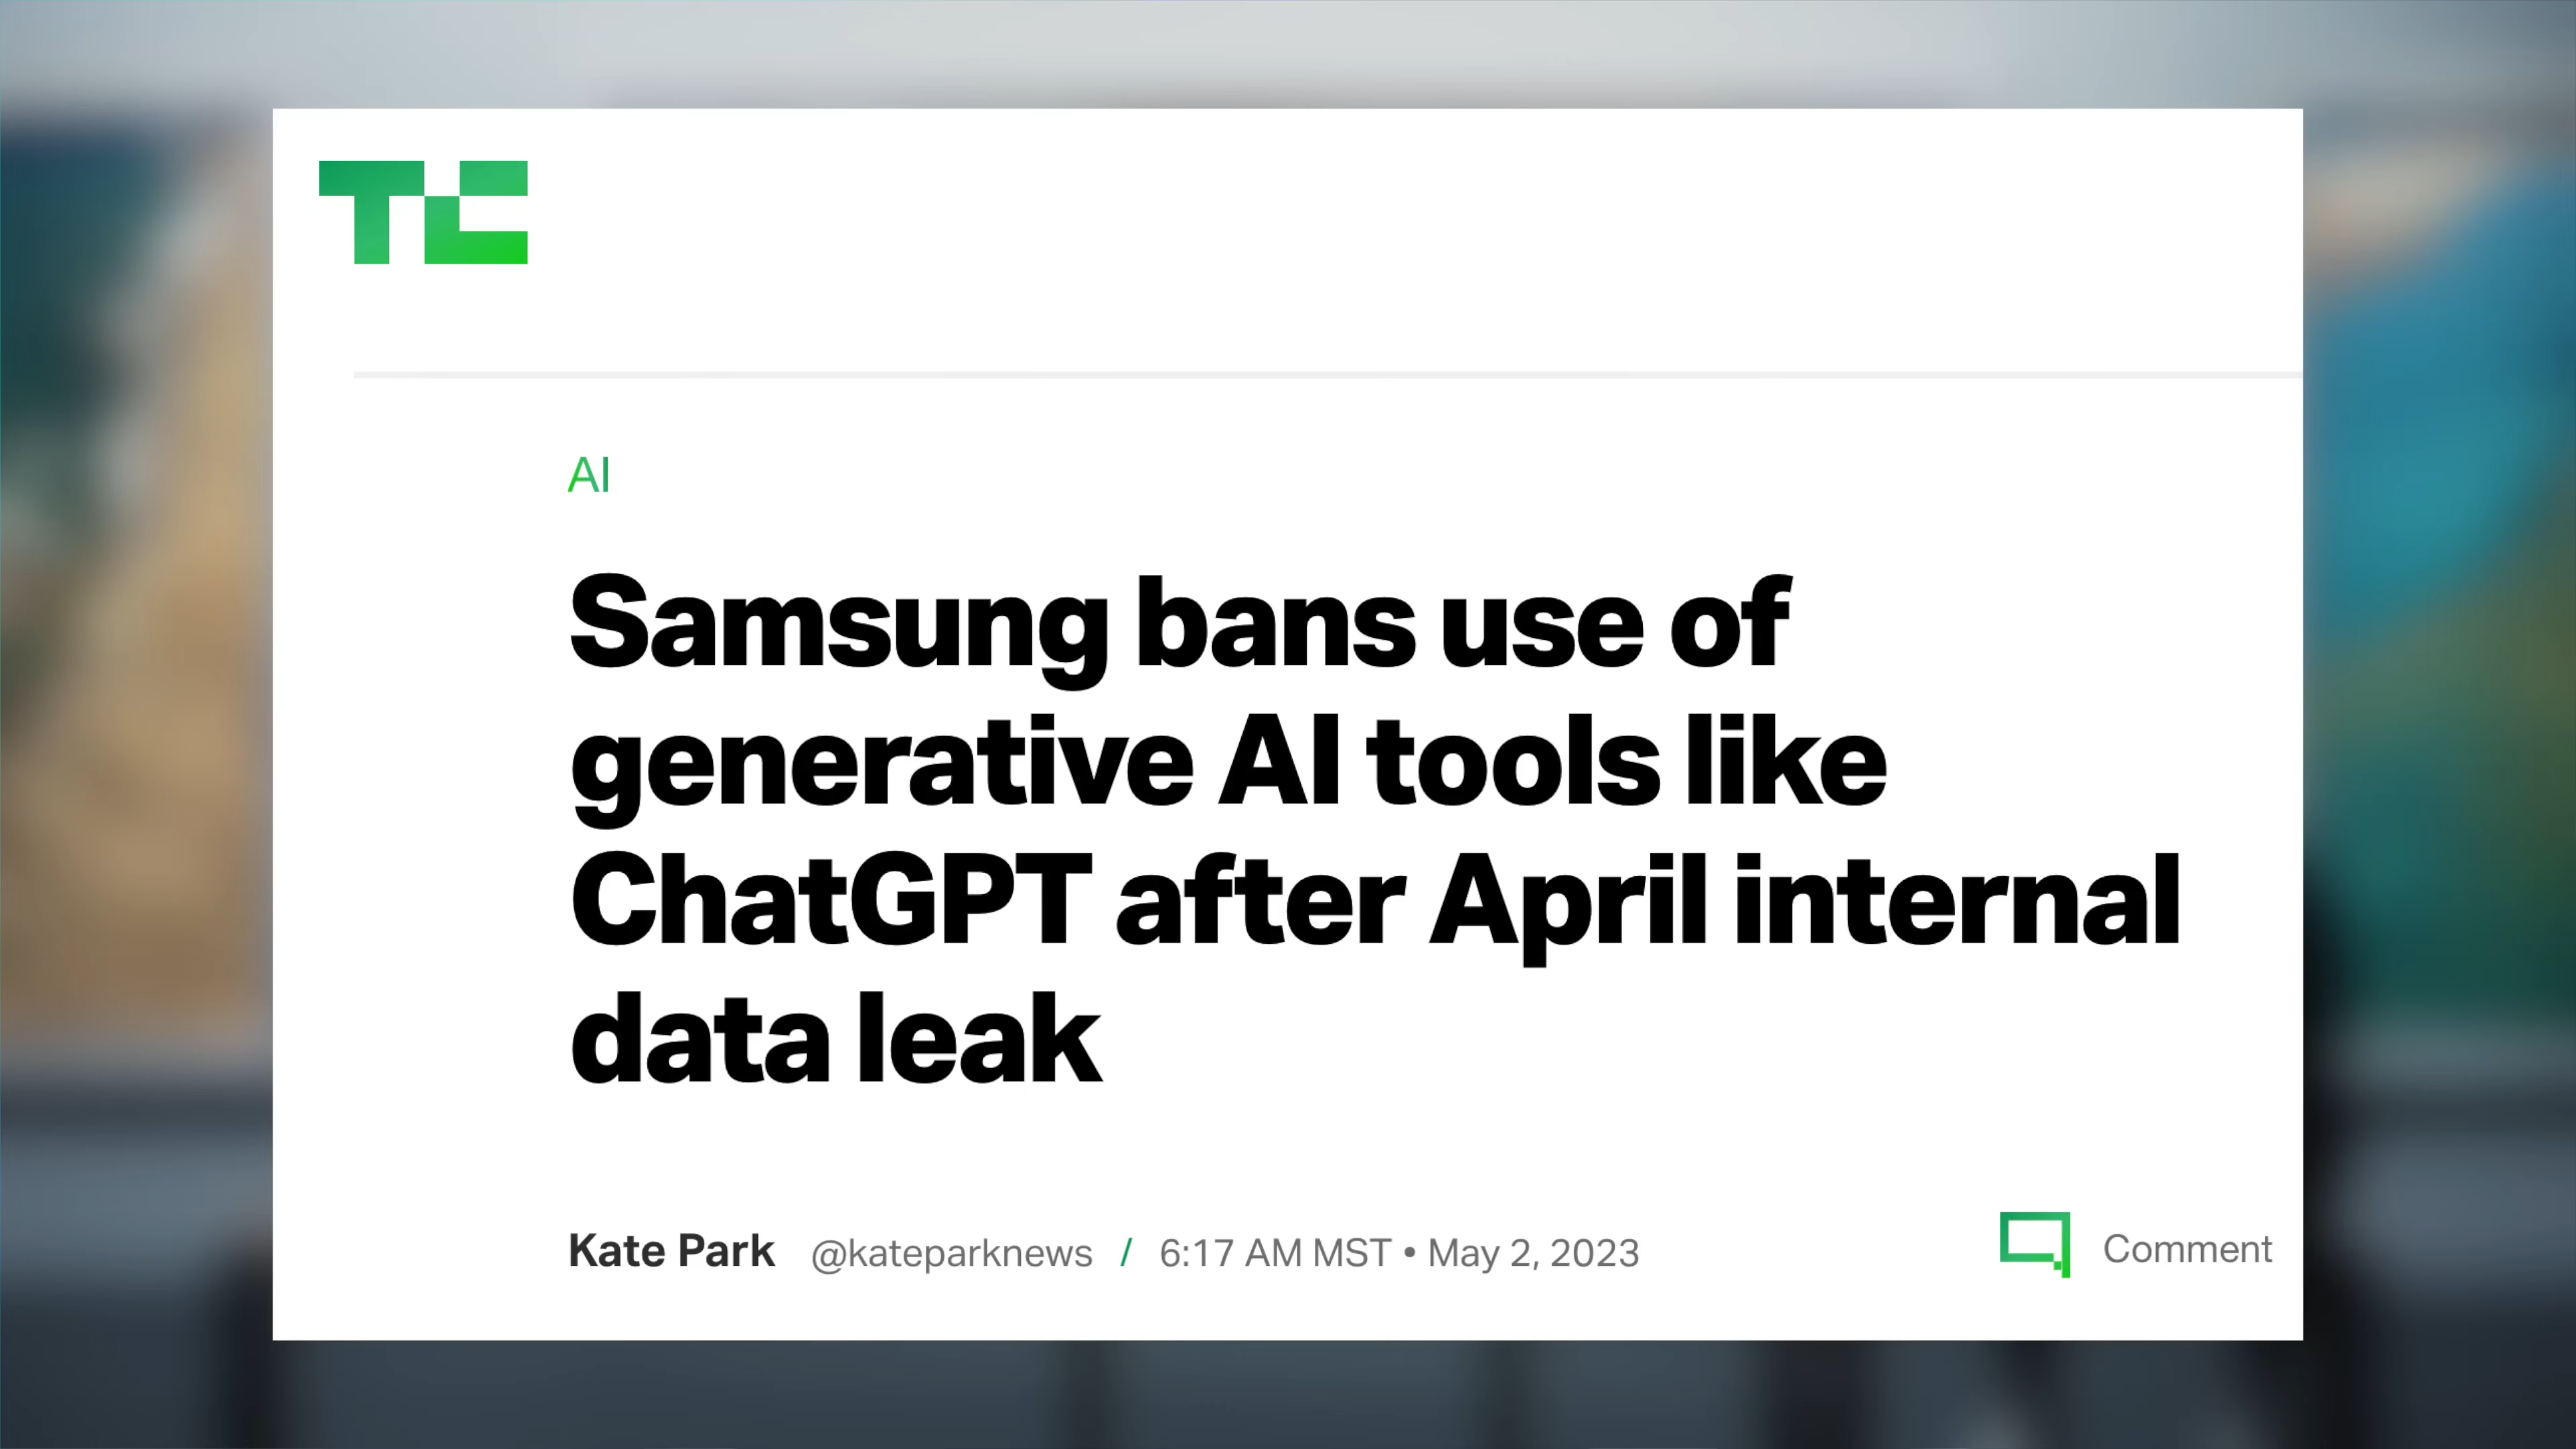 TC
AI
Samsung bans use of
generative AI tools like
ChatGPT after April internal
data leak
Kate Park @kateparknews / 6:17 AM MST • May 2, 2023
Comment